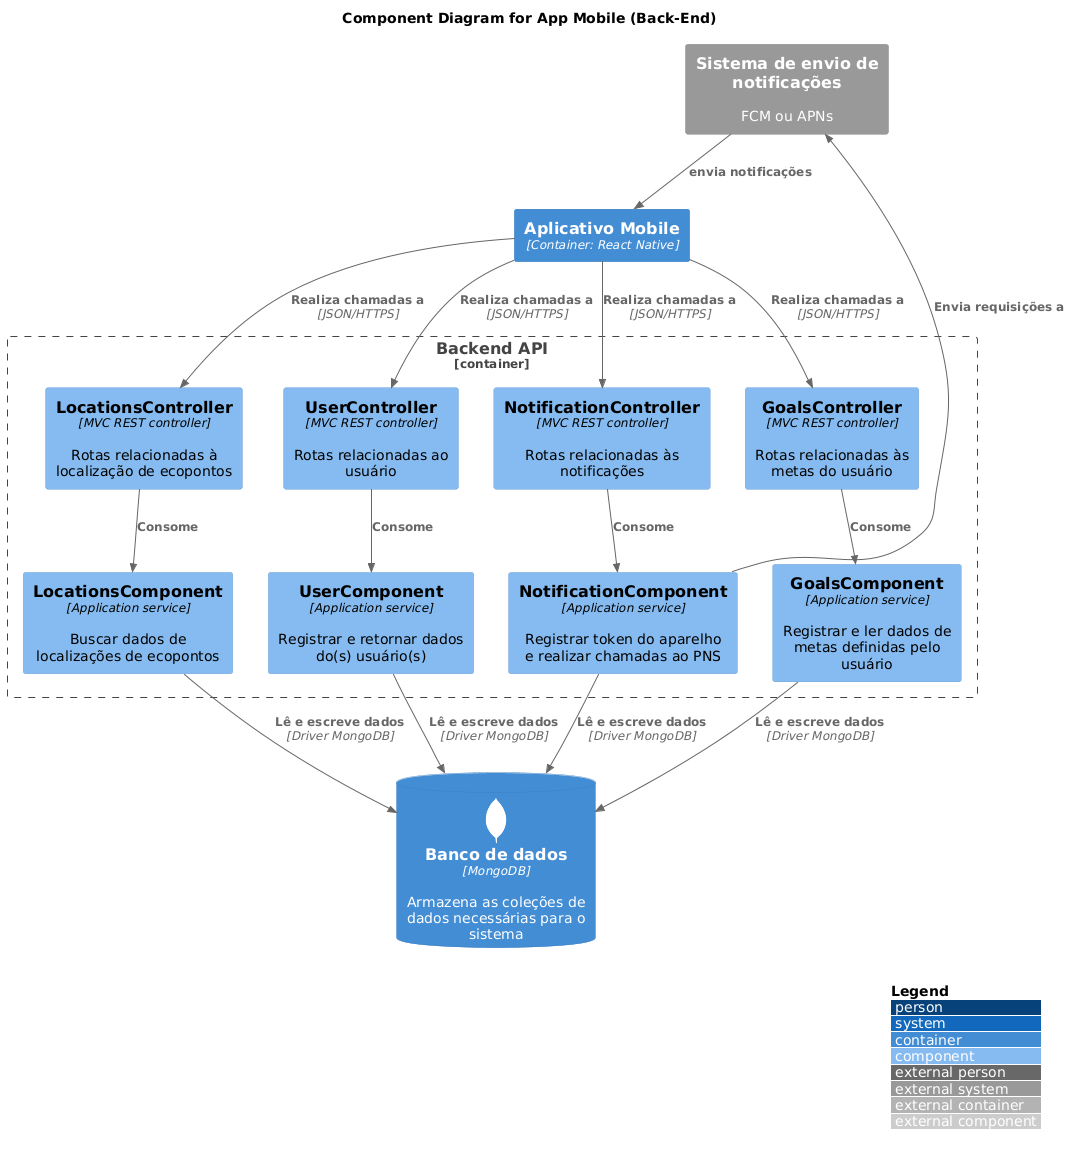 Component Diagram for App Mobile (Back-End)
Sistema de envio de
notificações
FCM ou APNs
envia notificações
Aplicativo Mobile
[Container: React Native]
Realiza chamadas a
[JSON/HTTPS]
Realiza chamadas a
[JSON/HTTPS]
Realiza chamadas a
[JSON/HTTPS]
Realiza chamadas a
[JSON/HTTPS]
Envia requisições a
Backend API
[container]
LocationsController
[MVC REST controller]
Rotas relacionadas à
localização de ecopontos
UserController
[MVC REST controller]
Rotas relacionadas ao
usuário
NotificationController
[MVC REST controller]
Rotas relacionadas às
notificações
GoalsController
[MVC REST controller]
Rotas relacionadas às
metas do usuário
Consome
Consome
Consome
Consome
LocationsComponent
[Application service]
Buscar dados de
localizações de ecopontos
UserComponent
[Application service]
Registrar e retornar dados
do(s) usuário(s)
NotificationComponent
[Application service]
Registrar token do aparelho
e realizar chamadas ao PNS
GoalsComponent
[Application service]
Registrar e ler dados de
metas definidas pelo
usuário
Lê e escreve dados
[Driver MongoDB]
Lê e escreve dados
[Driver MongoDB]
Lê e escreve dados
[Driver MongoDB]
Lê e escreve dados
[Driver MongoDB]
Banco de dados
[MongoDB]
Armazena as coleções de
dados necessárias para o
sistema
Legend
person
system
container
component
external person
external system
external container
external component